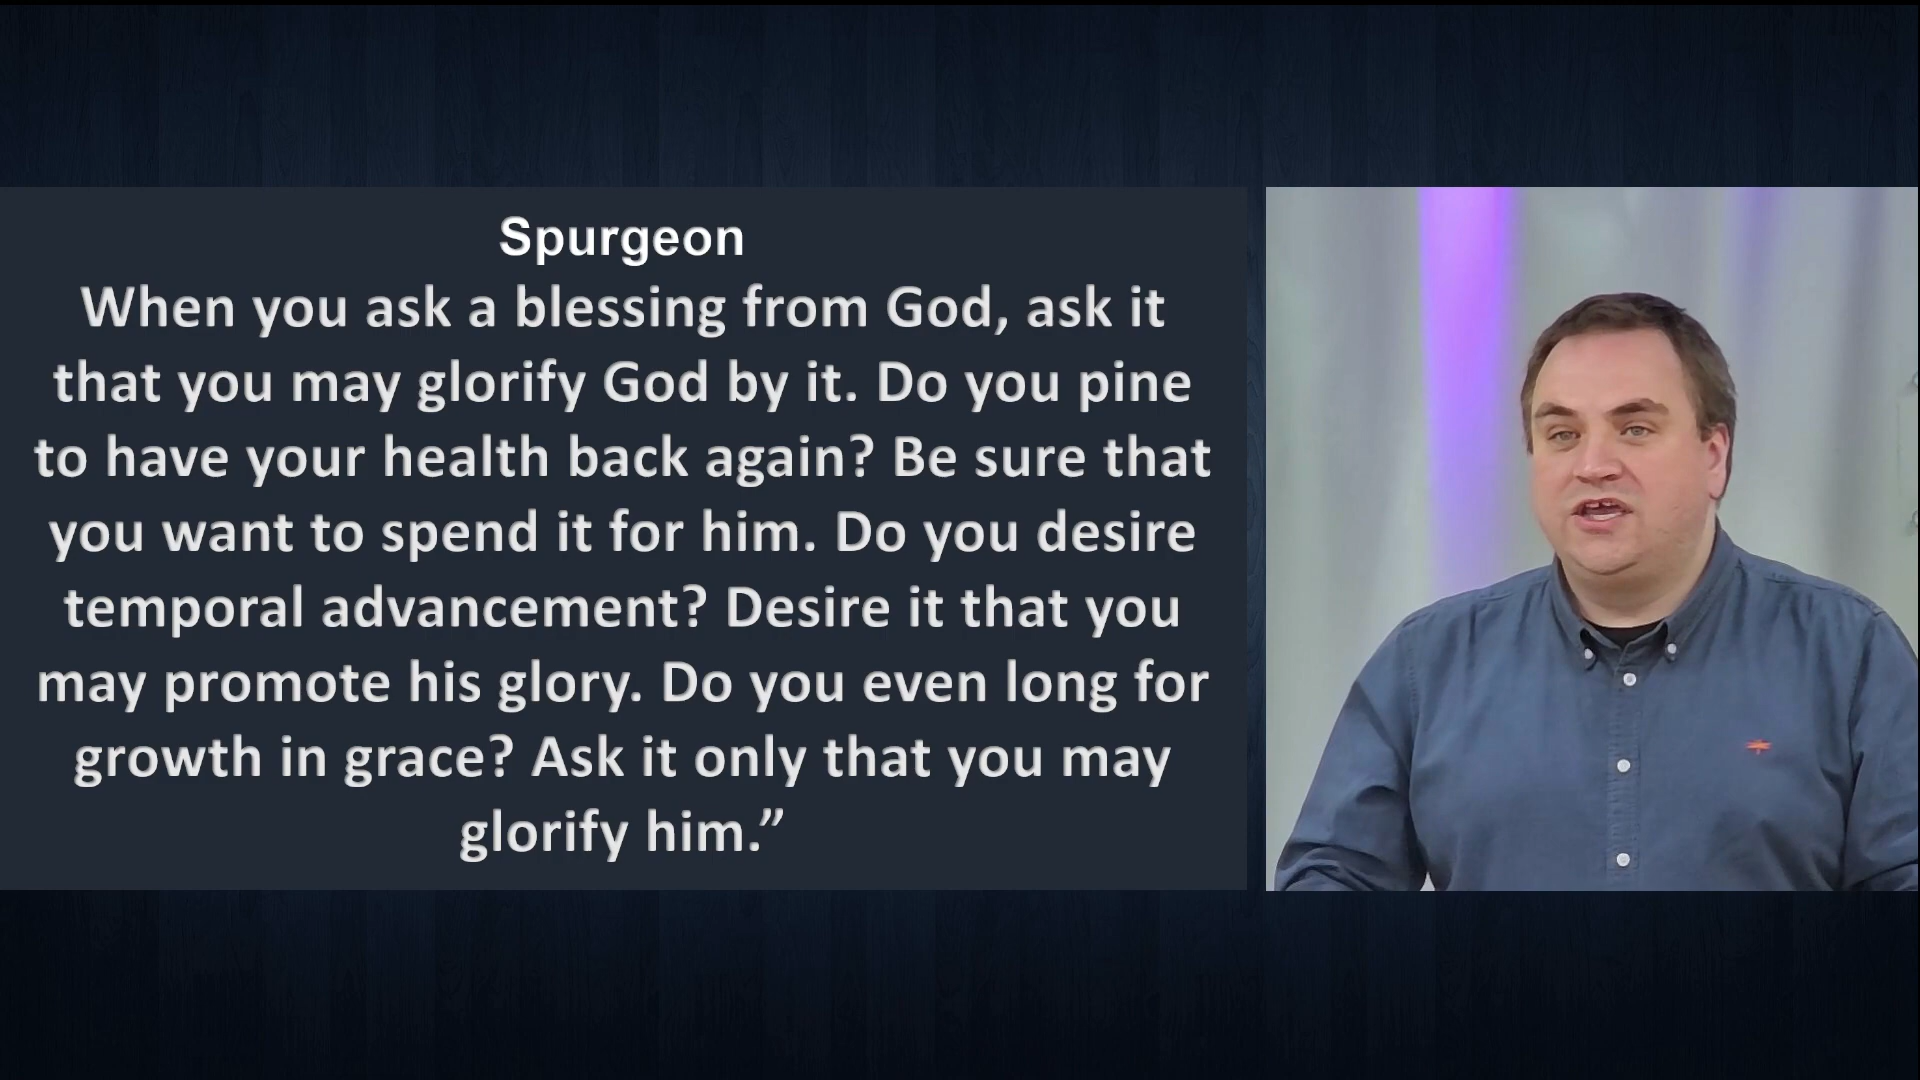 Spurgeon
When you ask a blessing from God, ask it
that you may glorify God by it. Do you pine
to have your health back again? Be sure that
you want to spend it for him. Do you desire
temporal advancement? Desire it that you
may promote his glory. Do you even long for
growth in grace? Ask it only that you may
glorify him.”